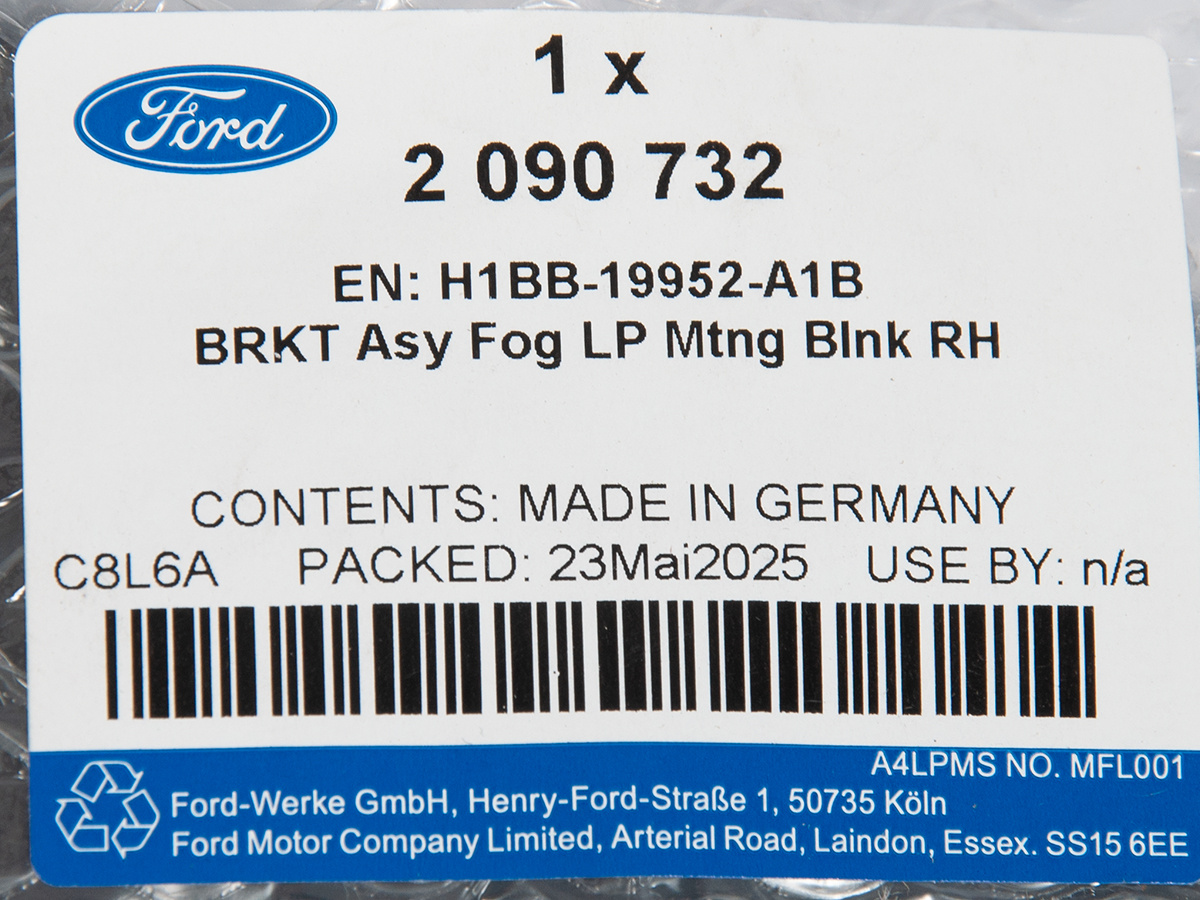 Ford
1 x
2 090 732
EN: H1BB-19952-A1B
BRKT Asy Fog LP Mtng Blnk RH
CONTENTS: MADE IN GERMANY
C8L6A PACKED: 23Mai2025 USE BY: n/a
A4LPMS NO. MFL001
Ford-Werke GmbH, Henry-Ford-Straße 1, 50735 Köln
Ford Motor Company Limited, Arterial Road, Laindon, Essex. SS15 6EE